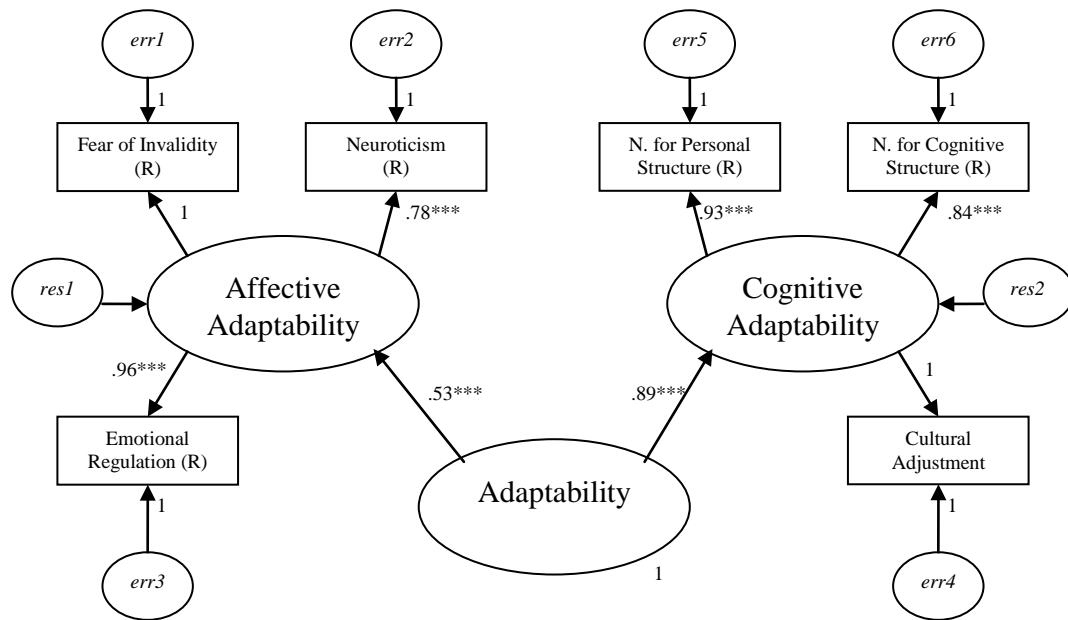 err1
err2
err5
err6
1
1
1
1
Fear of Invalidity
(R)
Neuroticism
(R)
N. for Personal
Structure (R)
N. for Cognitive
Structure (R)
1
.78***
.93***
.84***
res1
Affective
Adaptability
Cognitive
Adaptability
res2
.96***
.53***
.89***
1
Emotional
Regulation (R)
Adaptability
Cultural
Adjustment
1
1
1
err3
err4